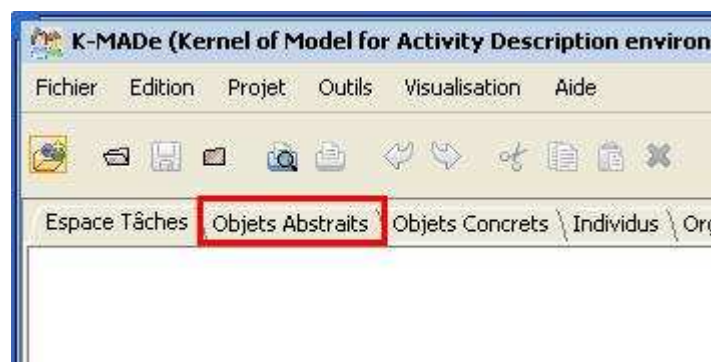 K-MADe (Kernel of Model for Activity Description environ
Fichier Edition Projet Outils Visualisation Aide
Espace Tâches Objets Abstraits Objets Concrets Individus Org